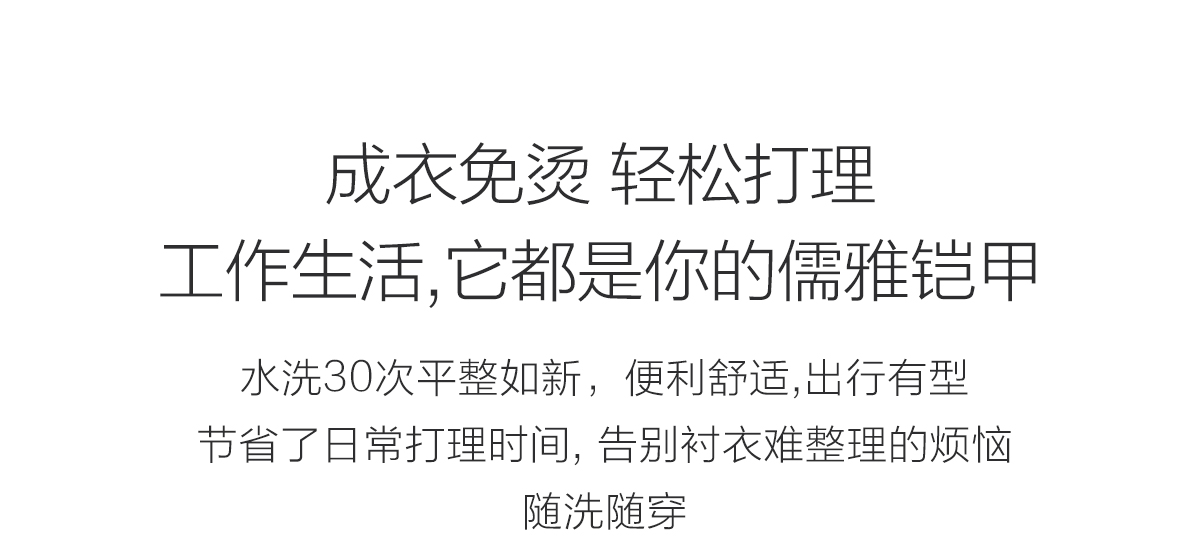 成衣免烫 轻松打理
工作生活,它都是你的儒雅铠甲
水洗30次平整如新，便利舒适,出行有型
节省了日常打理时间, 告别衬衣难整理的烦恼
随洗随穿